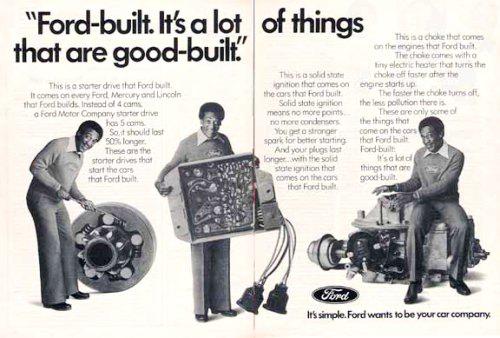 "Ford-built. It's a lot of things
that are good-built."
This is a starter drive that Ford built.
It comes on every Ford, Mercury and Lincoln
that Ford builds. Instead of 4 cams,
a Ford Motor Company starter drive
has 5 cams.
So, it should last
50% longer.
These are the
starter drives that
start the cars
that Ford built.
This is a solid state
ignition that comes on
the cars that Ford built.
Solid state ignition
means no more points...
no more condensers.
You get a stronger
spark for better starting.
And your plugs last
longer...with the solid
state ignition that
comes on the cars
that Ford built.
This is a choke that comes
on the engines that Ford built.
The choke comes with a
tiny electric heater that turns the
choke off faster after the
engine starts up.
The faster the choke turns off,
the less pollution there is.
These are only some of
the things that
come on the cars
that Ford built.
Ford-built:
It's a lot of
things that are
good-built.
Ford
Ford
It's simple. Ford wants to be your car company.